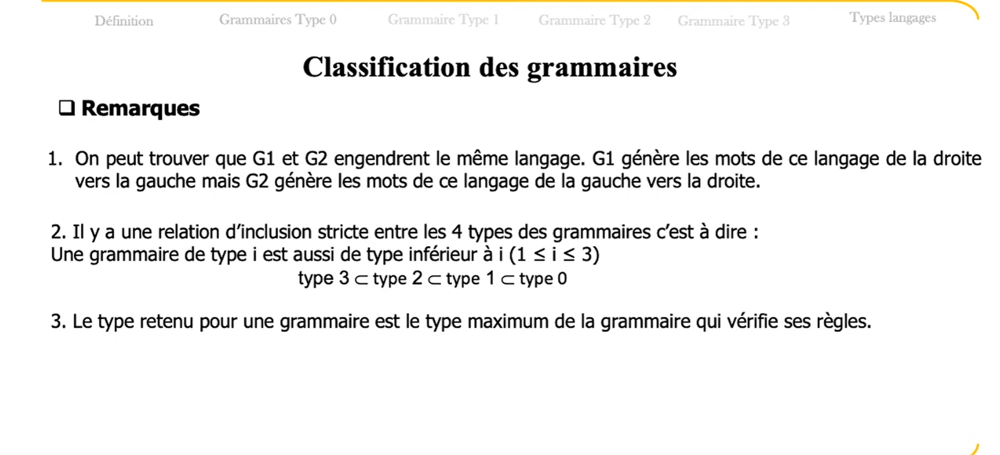 Définition Grammaires Type 0 Grammaire Type 1 Grammaire Type 2 Grammaire Type 3 Types langages
Classification des grammaires
❑ Remarques
1. On peut trouver que G1 et G2 engendrent le même langage. G1 génère les mots de ce langage de la droite
vers la gauche mais G2 génère les mots de ce langage de la gauche vers la droite.
2. Il y a une relation d’inclusion stricte entre les 4 types des grammaires c’est à dire :
Une grammaire de type i est aussi de type inférieur à i (1 ≤ i ≤ 3)
type 3 ⊂ type 2 ⊂ type 1 ⊂ type 0
3. Le type retenu pour une grammaire est le type maximum de la grammaire qui vérifie ses règles.